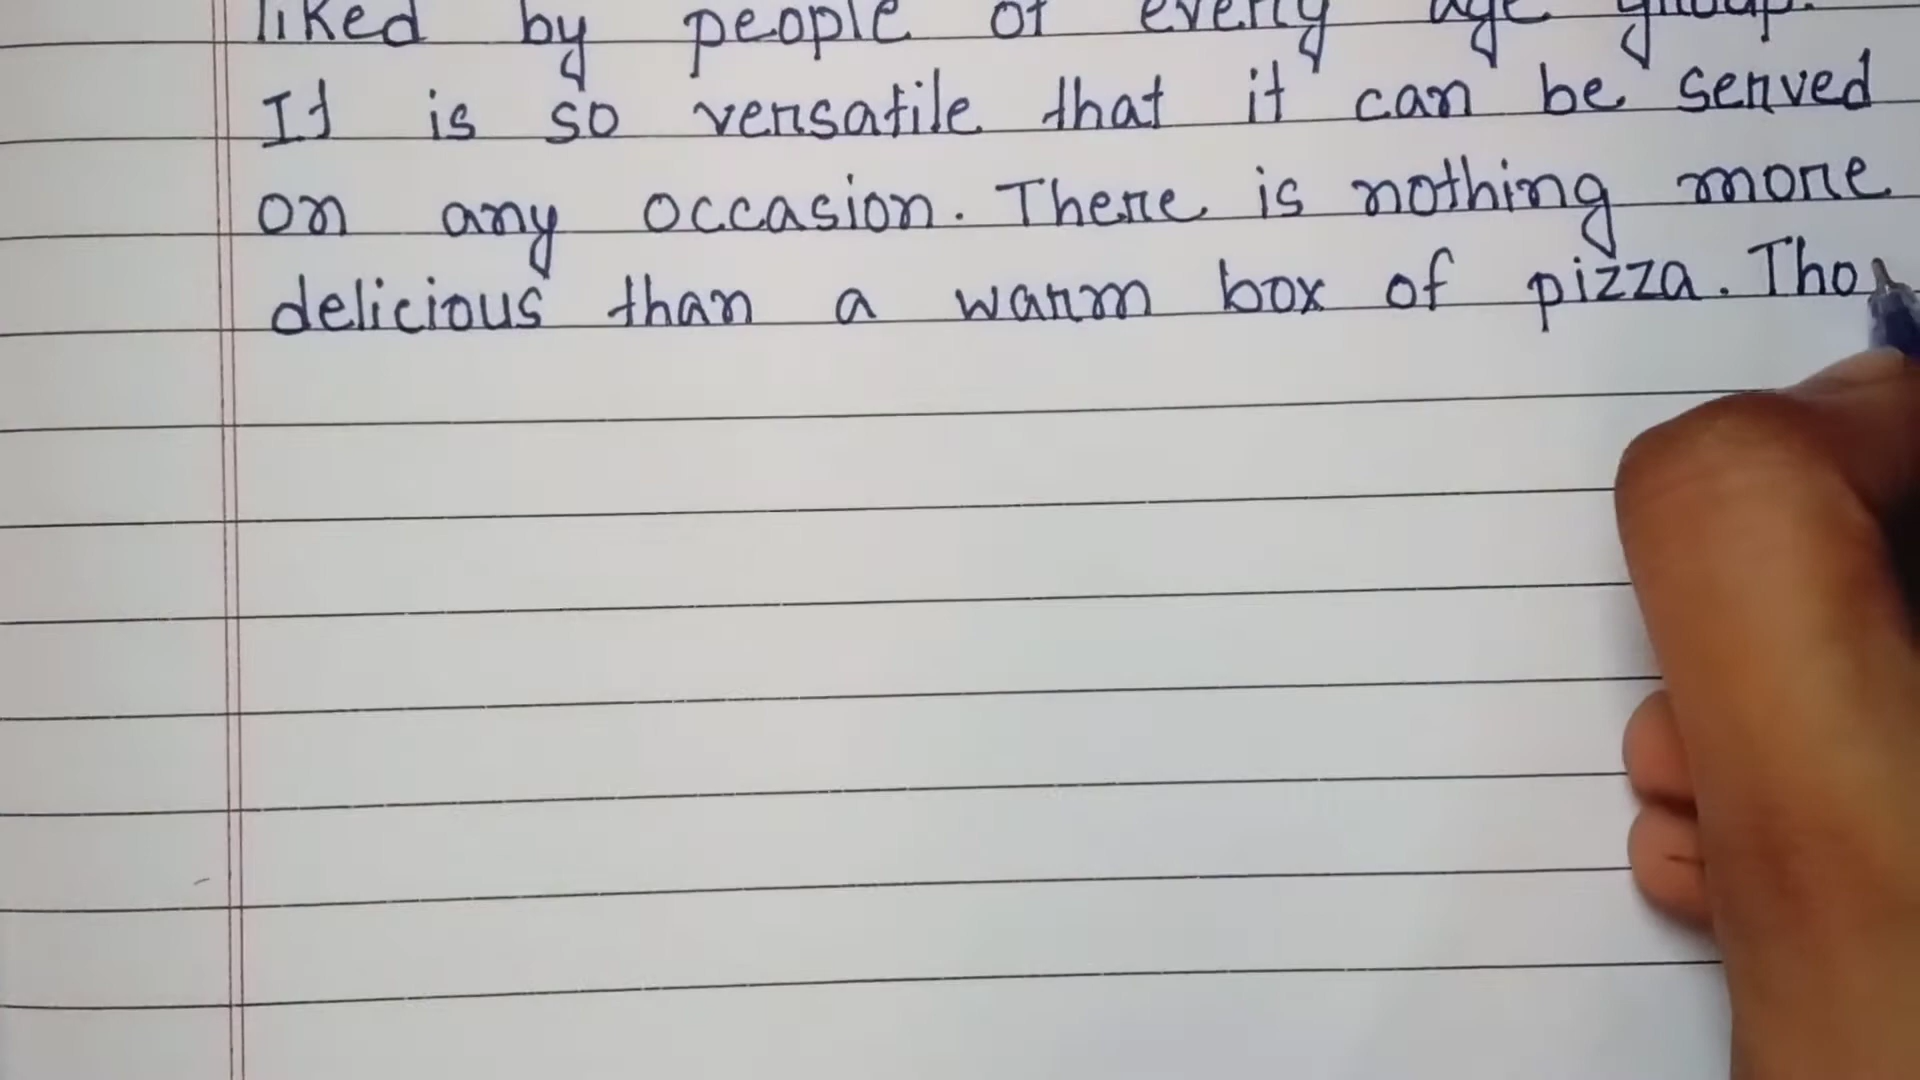 liked by people of every age group.
It is so versatile that it can be served
on any occasion. There is nothing more
delicious than a warm box of pizza. Tho